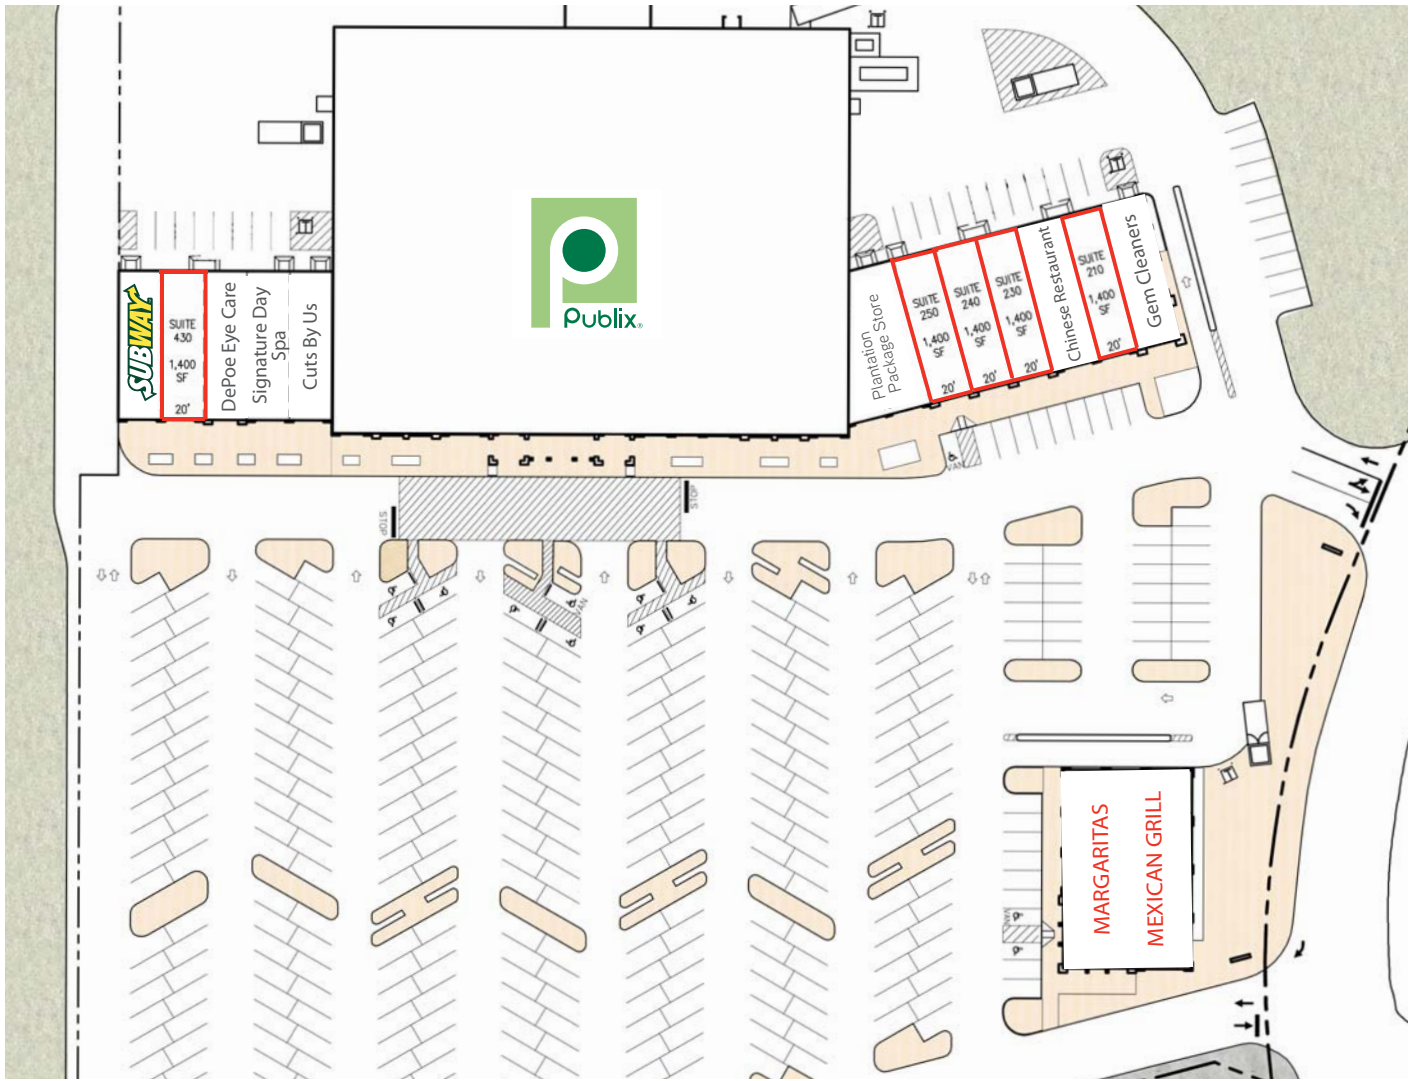 Publix.
SUBWAY
SUITE
430
1,400
SF
20'
DePoe Eye Care
Signature Day
Spa
Cuts By Us
Plantation
Package Store
SUITE
250
1,400
SF
20'
SUITE
240
1,400
SF
20'
SUITE
230
1,400
SF
20'
Chinese Restaurant
SUITE
210
1,400
SF
20'
Gem Cleaners
VAN
STOP
STOP
VAN
VAN
MARGARITAS
MEXICAN GRILL